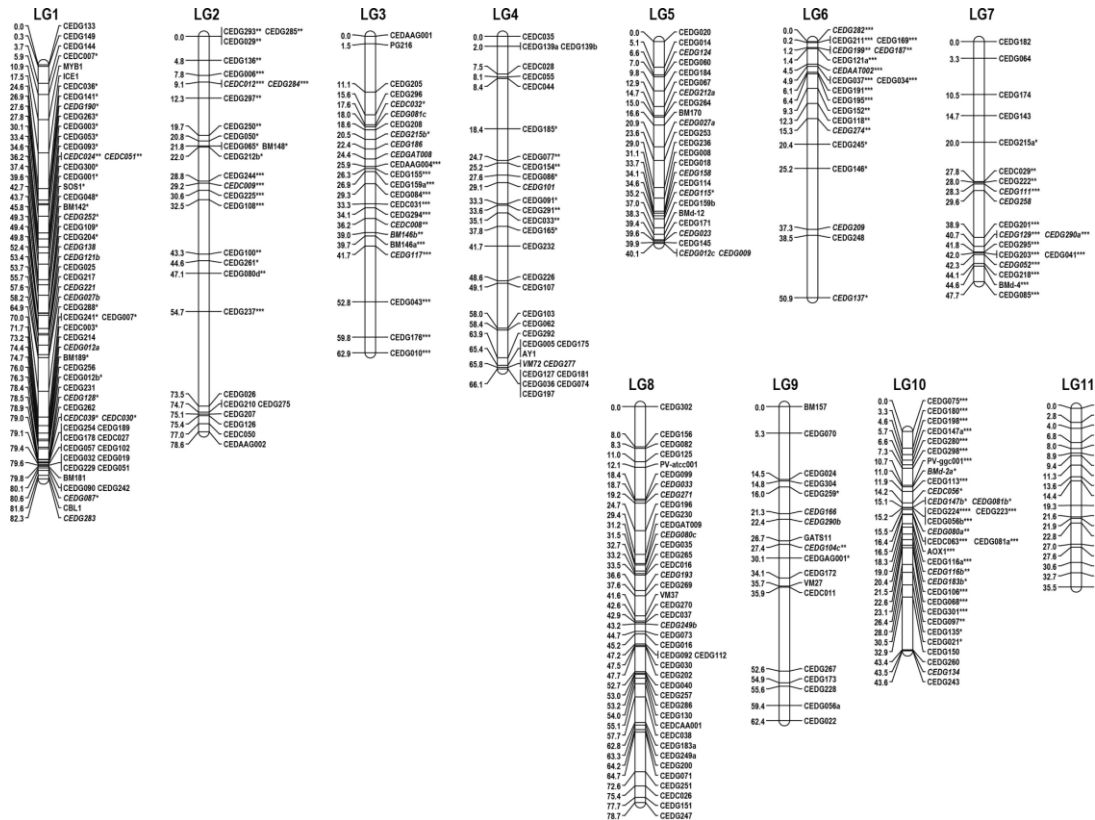 LG1
0.0 CEDG133
0.3 CEDG149
3.7 CEDG144
5.9 CEDC007*
10.9 MYB1
17.5 ICE1
24.6 CEDC036*
26.9 CEDG141*
27.6 CEDG190*
27.8 CEDG263*
30.1 CEDG003*
33.4 CEDG053*
34.6 CEDG093*
36.2 CEDC024** CEDC051**
37.4 CEDG300*
39.6 CEDG001*
42.7 SOS1*
CEDG048*
45.8 BM142*
CEDG252*
49.4 CEDG109*
49.8 CEDG204*
52.4 CEDG138
53.4 CEDG121b
53.7 CEDG025
55.7 CEDG217
57.6 CEDG221
58.2 CEDG027b
CEDG288*
70.0 CEDG241* CEDG007*
71.7 CEDC003*
73.2 CEDG214
74.4 CEDG012a
74.7 BM189*
76.0 CEDG256
76.3 CEDG012b*
78.4 CEDG231
78.5 CEDG128*
78.9 CEDG262
79.0 CEDC039* CEDC030*
79.1 CEDG254 CEDG189
CEDG178 CEDC027
79.4 CEDG057 CEDG102
79.6 CEDG032 CEDG019
CEDG229 CEDG051
79.8 BM181
80.1 CEDG090 CEDG242
80.6 CEDG087*
81.6 CBL1
82.3 CEDG283
LG2
0.0 CEDG293** CEDG285**
CEDG029**
4.8 CEDG136**
7.8 CEDG006***
9.1 CEDC012*** CEDG284***
12.3 CEDG297**
19.7 CEDG250**
20.8 CEDG050*
21.8 CEDG065* BM148*
22.0 CEDG212b*
28.8 CEDG244***
29.2 CEDC009***
30.6 CEDG225***
32.5 CEDG108***
43.3 CEDG100**
44.6 CEDG261*
47.1 CEDG080d**
54.7 CEDG237***
73.5 CEDG026
74.7 CEDG210 CEDG275
75.1 CEDG207
75.4 CEDG126
77.0 CEDC050
78.6 CEDAAG002
LG3
0.0 CEDAAG001
1.5 PG216
11.1 CEDG205
15.6 CEDG296
17.6 CEDC032*
18.0 CEDG081c
18.6 CEDG208
20.5 CEDG215b*
22.4 CEDG186
24.4 CEDGAT008
25.9 CEDAAG004***
26.3 CEDG155***
26.9 CEDG159a***
29.3 CEDG084***
33.3 CEDC031***
34.1 CEDG294***
36.2 CEDC008**
39.0 BM146b**
39.7 BM146a***
41.7 CEDG117***
52.8 CEDG043***
59.8 CEDG176***
62.9 CEDG010***
LG4
0.0 CEDC035
2.0 CEDG139a CEDG139b
7.5 CEDC028
8.1 CEDC055
8.4 CEDC044
18.4 CEDG185*
24.7 CEDG077**
25.2 CEDG154**
27.6 CEDG086*
29.1 CEDG101
33.3 CEDG091*
33.6 CEDG291**
35.1 CEDC033**
37.8 CEDG165*
41.7 CEDG232
48.6 CEDG226
49.1 CEDG107
58.0 CEDG103
58.4 CEDG062
63.9 CEDG292
65.4 CEDG005 CEDG175
AY1
65.8 VM72 CEDG277
66.1 CEDG127 CEDG181
CEDG036 CEDG074
CEDG197
LG5
0.0 CEDG020
5.1 CEDG014
6.6 CEDG124
7.0 CEDG060
9.8 CEDG184
12.9 CEDG067
14.7 CEDG212a
15.0 CEDG264
16.6 BM170
20.9 CEDG027a
23.6 CEDG253
29.0 CEDG236
31.1 CEDG008
33.7 CEDG018
34.1 CEDG158
34.6 CEDG114
35.2 CEDG115*
37.0 CEDG159b
38.3 BMd-12
39.4 CEDG171
39.6 CEDG023
39.9 CEDG145
40.1 CEDG012c CEDG009
LG6
0.0 CEDG282***
0.2 CEDG211*** CEDG169***
1.2 CEDG199** CEDG187**
1.4 CEDG121a***
4.5 CEDAAT002***
4.9 CEDG037*** CEDG034***
6.1 CEDG191***
6.4 CEDG195***
9.3 CEDG152**
12.3 CEDG118**
15.3 CEDG274**
20.4 CEDG245*
25.2 CEDG146*
37.3 CEDG209
38.5 CEDG248
50.9 CEDG137*
LG7
0.0 CEDG182
3.3 CEDG064
10.5 CEDG174
14.7 CEDG143
20.0 CEDG215a*
27.8 CEDC029**
28.0 CEDG222**
28.3 CEDG111***
29.6 CEDG258
38.9 CEDG201***
40.7 CEDG129*** CEDG290a***
41.8 CEDG295***
42.0 CEDG203*** CEDG041***
42.3 CEDG052***
44.1 CEDG218***
44.6 BMd-4***
47.7 CEDG085***
LG8
0.0 CEDG302
8.0 CEDG156
8.3 CEDG082
11.0 CEDG125
12.1 PV-atcc001
18.4 CEDG099
18.7 CEDG033
19.2 CEDG271
24.7 CEDG196
29.4 CEDG230
31.2 CEDGAT009
31.5 CEDG080c
32.7 CEDG035
33.2 CEDG265
33.5 CEDC016
36.6 CEDG193
37.6 CEDG269
41.6 VM37
42.6 CEDG270
42.9 CEDC037
43.2 CEDG249b
44.7 CEDG073
45.2 CEDG016
47.2 CEDG092 CEDG112
47.5 CEDG030
47.7 CEDG202
52.7 CEDG040
53.0 CEDG257
53.2 CEDG286
54.0 CEDG130
55.1 CEDCAA001
57.7 CEDC038
62.8 CEDG183a
63.3 CEDG249a
64.2 CEDG200
64.7 CEDG071
72.6 CEDG251
75.4 CEDC026
77.7 CEDG151
78.7 CEDG247
LG9
0.0 BM157
5.3 CEDG070
14.5 CEDG024
14.8 CEDG304
16.0 CEDG259*
21.3 CEDG166
22.4 CEDG290b
26.7 GATS11
27.4 CEDG104c**
30.1 CEDGAG001*
34.1 CEDG172
35.7 VM27
35.9 CEDC011
52.6 CEDG267
54.9 CEDG173
55.6 CEDG228
59.4 CEDG056a
62.4 CEDG022
LG10
0.0 CEDG075***
3.3 CEDG180***
4.6 CEDG198***
5.7 CEDG147a***
6.6 CEDG280***
7.3 CEDG298***
10.7 PV-ggc001***
11.0 BMd-2a*
11.9 CEDG113***
14.2 CEDC056*
15.1 CEDG147b* CEDG081b*
15.2 CEDG224**** CEDG223***
CEDG056b***
15.5 CEDG080a**
16.4 CEDC063*** CEDG081a***
16.5 AOX1***
18.3 CEDG116a***
19.0 CEDG116b**
20.4 CEDG183b*
21.5 CEDG106***
22.6 CEDG068***
23.1 CEDG301***
26.4 CEDG097**
28.0 CEDG135*
30.5 CEDG021*
32.9 CEDG150
43.4 CEDG260
43.5 CEDG134
43.6 CEDG243
LG11
0.0
2.8
4.0
6.8
8.0
8.9
9.4
11.3
13.6
14.4
19.3
21.6
21.9
22.8
27.0
27.6
30.6
32.7
35.5